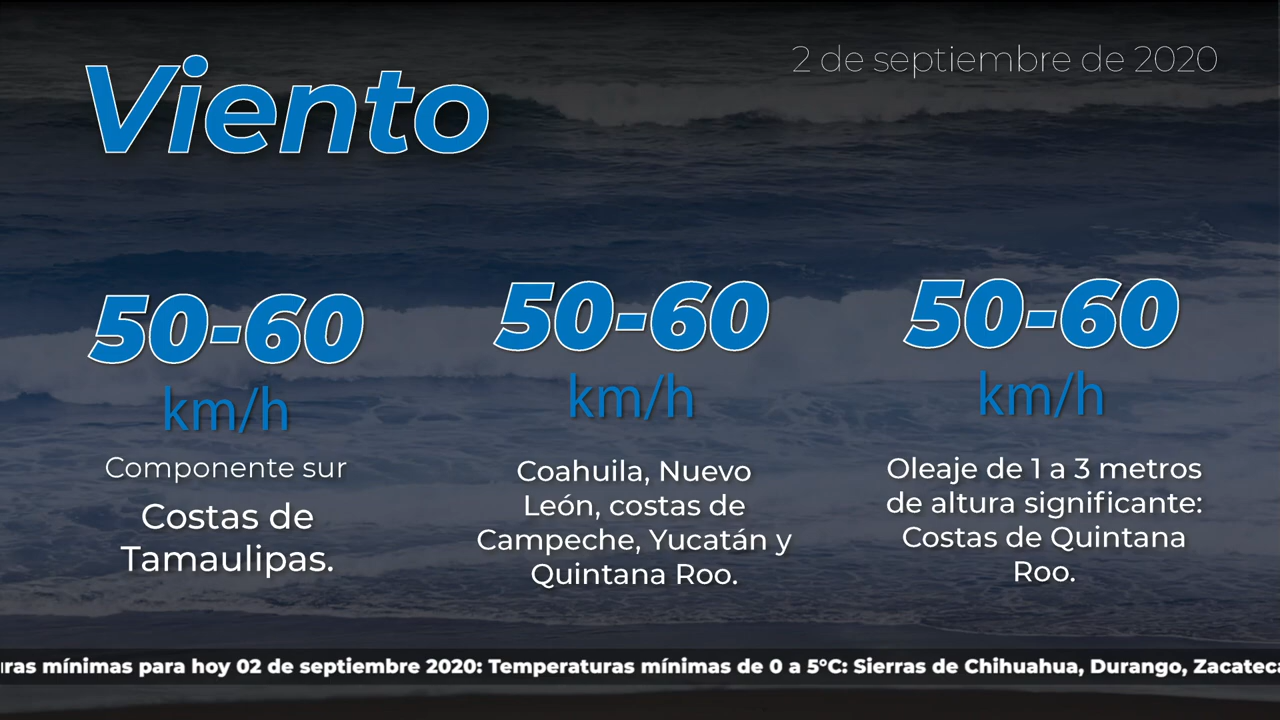 Viento
2 de septiembre de 2020
50-60
km/h
Componente sur
Costas de
Tamaulipas.
50-60
km/h
Coahuila, Nuevo
León, costas de
Campeche, Yucatán y
Quintana Roo.
50-60
km/h
Oleaje de 1 a 3 metros
de altura significante:
Costas de Quintana
Roo.
mínimas para hoy 02 de septiembre 2020: Temperaturas mínimas de 0 a 5°C: Sierras de Chihuahua, Durango,